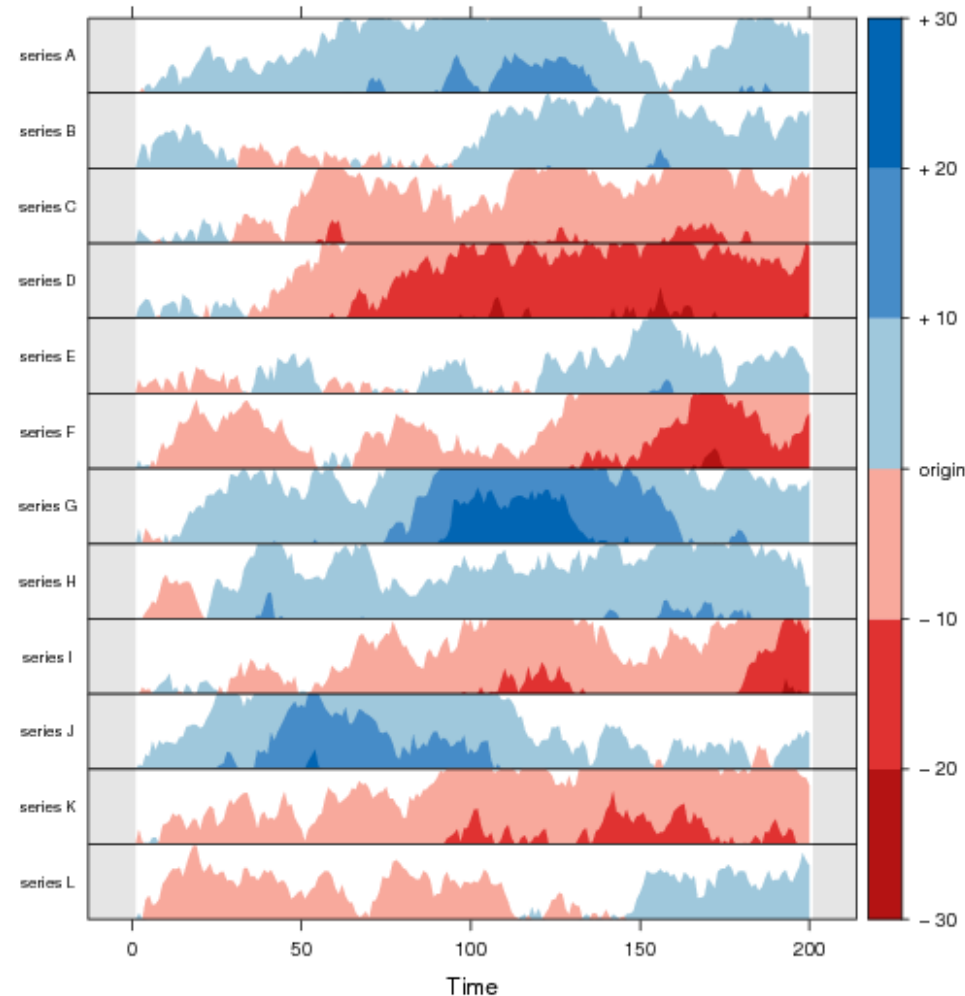 series A
series B
series C
series D
series E
series F
series G
series H
series I
series J
series K
series L
+ 30
+ 20
+ 10
origin
− 10
− 20
− 30
0 50 100 150 200
Time